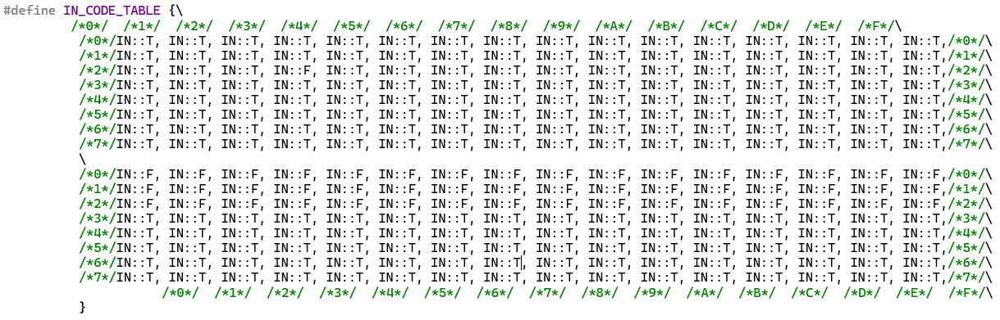 #define IN_CODE_TABLE {\
/*0*/ /*1*/ /*2*/ /*3*/ /*4*/ /*5*/ /*6*/ /*7*/ /*8*/ /*9*/ /*A*/ /*B*/ /*C*/ /*D*/ /*E*/ /*F*/\
/*0*/IN::T, IN::T, IN::T, IN::T, IN::T, IN::T, IN::T, IN::T, IN::T, IN::T, IN::T, IN::T, IN::T, IN::T, IN::T, IN::T,/*0*/\
/*1*/IN::T, IN::T, IN::T, IN::T, IN::T, IN::T, IN::T, IN::T, IN::T, IN::T, IN::T, IN::T, IN::T, IN::T, IN::T, IN::T,/*1*/\
/*2*/IN::T, IN::T, IN::T, IN::F, IN::T, IN::T, IN::T, IN::T, IN::T, IN::T, IN::T, IN::T, IN::T, IN::T, IN::T, IN::T,/*2*/\
/*3*/IN::T, IN::T, IN::T, IN::T, IN::T, IN::T, IN::T, IN::T, IN::T, IN::T, IN::T, IN::T, IN::T, IN::T, IN::T, IN::T,/*3*/\
/*4*/IN::T, IN::T, IN::T, IN::T, IN::T, IN::T, IN::T, IN::T, IN::T, IN::T, IN::T, IN::T, IN::T, IN::T, IN::T, IN::T,/*4*/\
/*5*/IN::T, IN::T, IN::T, IN::T, IN::T, IN::T, IN::T, IN::T, IN::T, IN::T, IN::T, IN::T, IN::T, IN::T, IN::T, IN::T,/*5*/\
/*6*/IN::T, IN::T, IN::T, IN::T, IN::T, IN::T, IN::T, IN::T, IN::T, IN::T, IN::T, IN::T, IN::T, IN::T, IN::T, IN::T,/*6*/\
/*7*/IN::T, IN::T, IN::T, IN::T, IN::T, IN::T, IN::T, IN::T, IN::T, IN::T, IN::T, IN::T, IN::T, IN::T, IN::T, IN::T,/*7*/\
\
/*0*/IN::F, IN::F, IN::F, IN::F, IN::F, IN::F, IN::F, IN::F, IN::F, IN::F, IN::F, IN::F, IN::F, IN::F, IN::F, IN::F,/*0*/\
/*1*/IN::F, IN::F, IN::F, IN::F, IN::F, IN::F, IN::F, IN::F, IN::F, IN::F, IN::F, IN::F, IN::F, IN::F, IN::F, IN::F,/*1*/\
/*2*/IN::F, IN::F, IN::F, IN::F, IN::F, IN::F, IN::F, IN::F, IN::F, IN::F, IN::F, IN::F, IN::F, IN::F, IN::F, IN::F,/*2*/\
/*3*/IN::T, IN::T, IN::T, IN::T, IN::T, IN::T, IN::T, IN::T, IN::T, IN::T, IN::T, IN::T, IN::T, IN::T, IN::T, IN::T,/*3*/\
/*4*/IN::T, IN::T, IN::T, IN::T, IN::T, IN::T, IN::T, IN::T, IN::T, IN::T, IN::T, IN::T, IN::T, IN::T, IN::T, IN::T,/*4*/\
/*5*/IN::T, IN::T, IN::T, IN::T, IN::T, IN::T, IN::T, IN::T, IN::T, IN::T, IN::T, IN::T, IN::T, IN::T, IN::T, IN::T,/*5*/\
/*6*/IN::T, IN::T, IN::T, IN::T, IN::T, IN::T, IN::T, IN::T, IN::T, IN::T, IN::T, IN::T, IN::T, IN::T, IN::T, IN::T,/*6*/\
/*7*/IN::T, IN::T, IN::T, IN::T, IN::T, IN::T, IN::T, IN::T, IN::T, IN::T, IN::T, IN::T, IN::T, IN::T, IN::T, IN::T,/*7*/\
/*0*/ /*1*/ /*2*/ /*3*/ /*4*/ /*5*/ /*6*/ /*7*/ /*8*/ /*9*/ /*A*/ /*B*/ /*C*/ /*D*/ /*E*/ /*F*/\
}